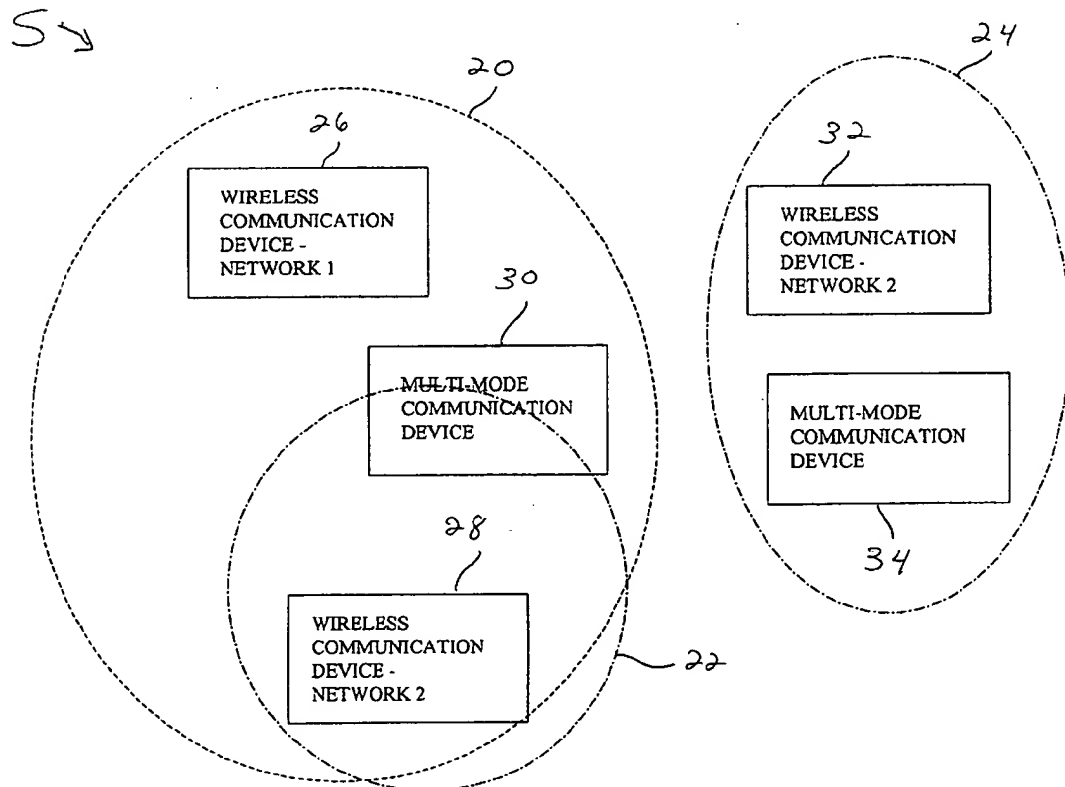 S
20
24
26
32
WIRELESS
COMMUNICATION
DEVICE -
NETWORK 1
WIRELESS
COMMUNICATION
DEVICE -
NETWORK 2
30
MULTI-MODE
COMMUNICATION
DEVICE
MULTI-MODE
COMMUNICATION
DEVICE
28
34
WIRELESS
COMMUNICATION
DEVICE -
NETWORK 2
22